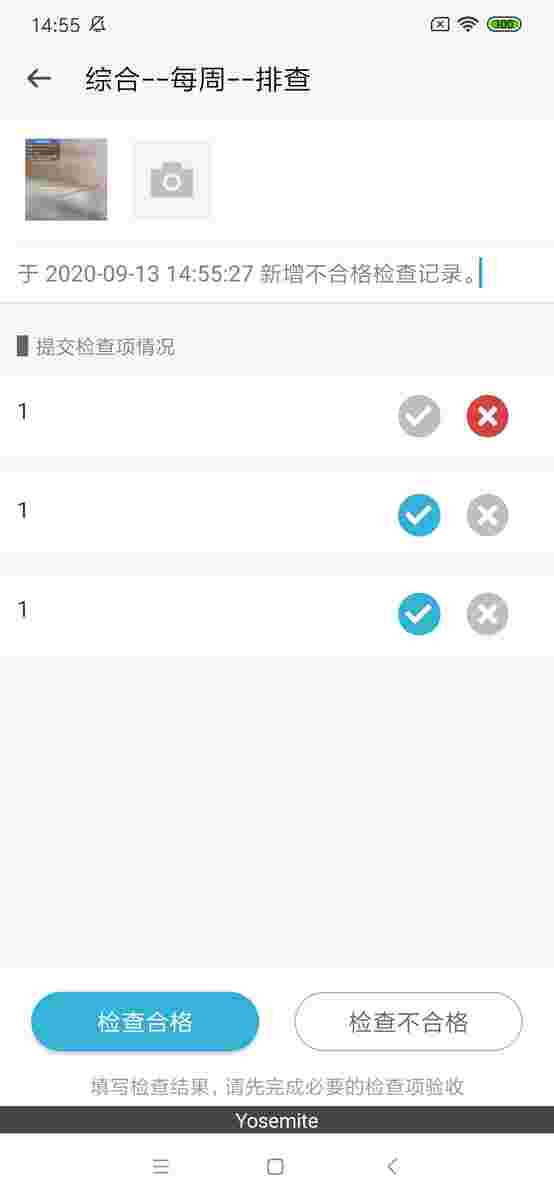 14:55
100
综合--每周--排查
于 2020-09-13 14:55:27 新增不合格检查记录。
提交检查项情况
1
1
1
检查合格
检查不合格
填写检查结果，请先完成必要的检查项验收
Yosemite